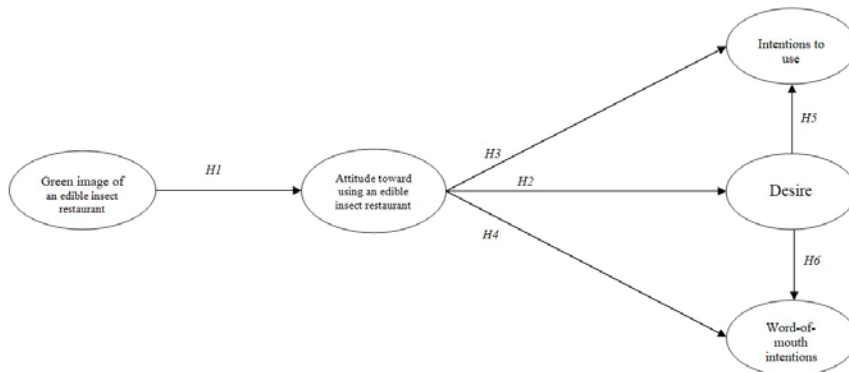 Intentions to
use
H5
H3
H1
Green image of
an edible insect
restaurant
Attitude toward
using an edible
insect restaurant
H2
Desire
H4
H6
Word-of-
mouth
intentions